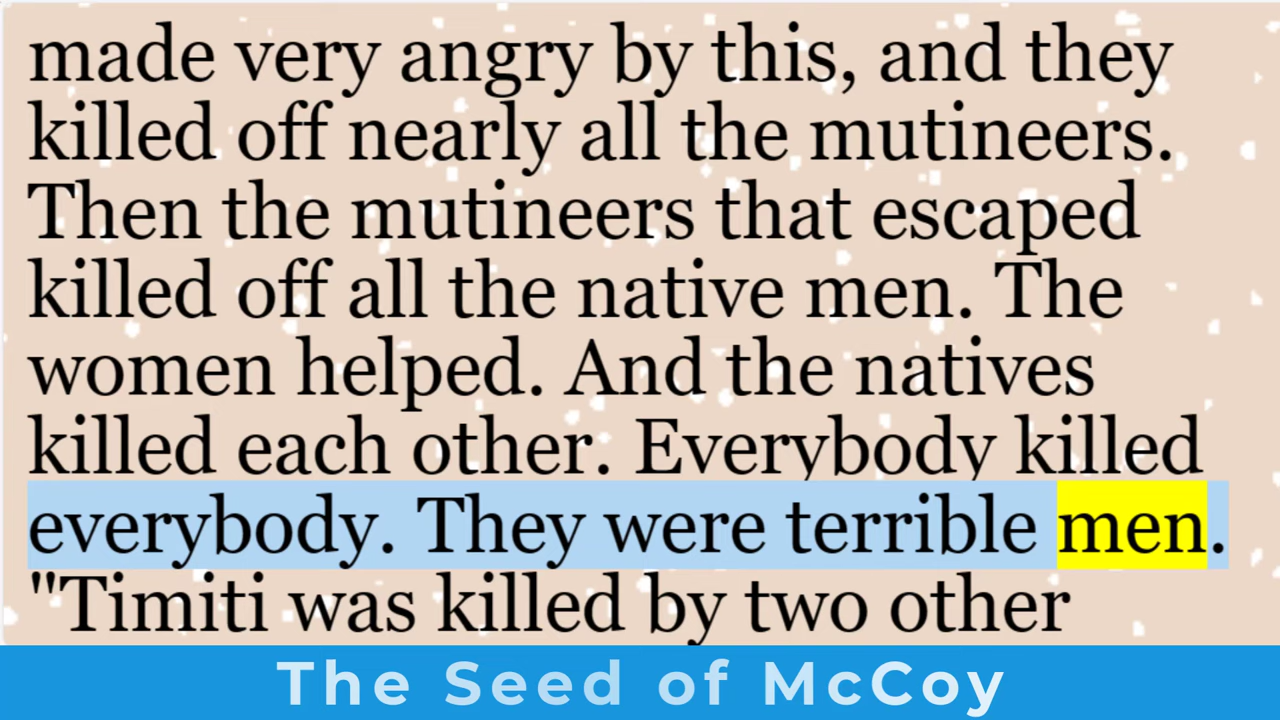 made very angry by this, and they
killed off nearly all the mutineers.
Then the mutineers that escaped
killed off all the native men. The
women helped. And the natives
killed each other. Everybody killed
everybody. They were terrible men.
"Timiti was killed by two other
The Seed of McCoy